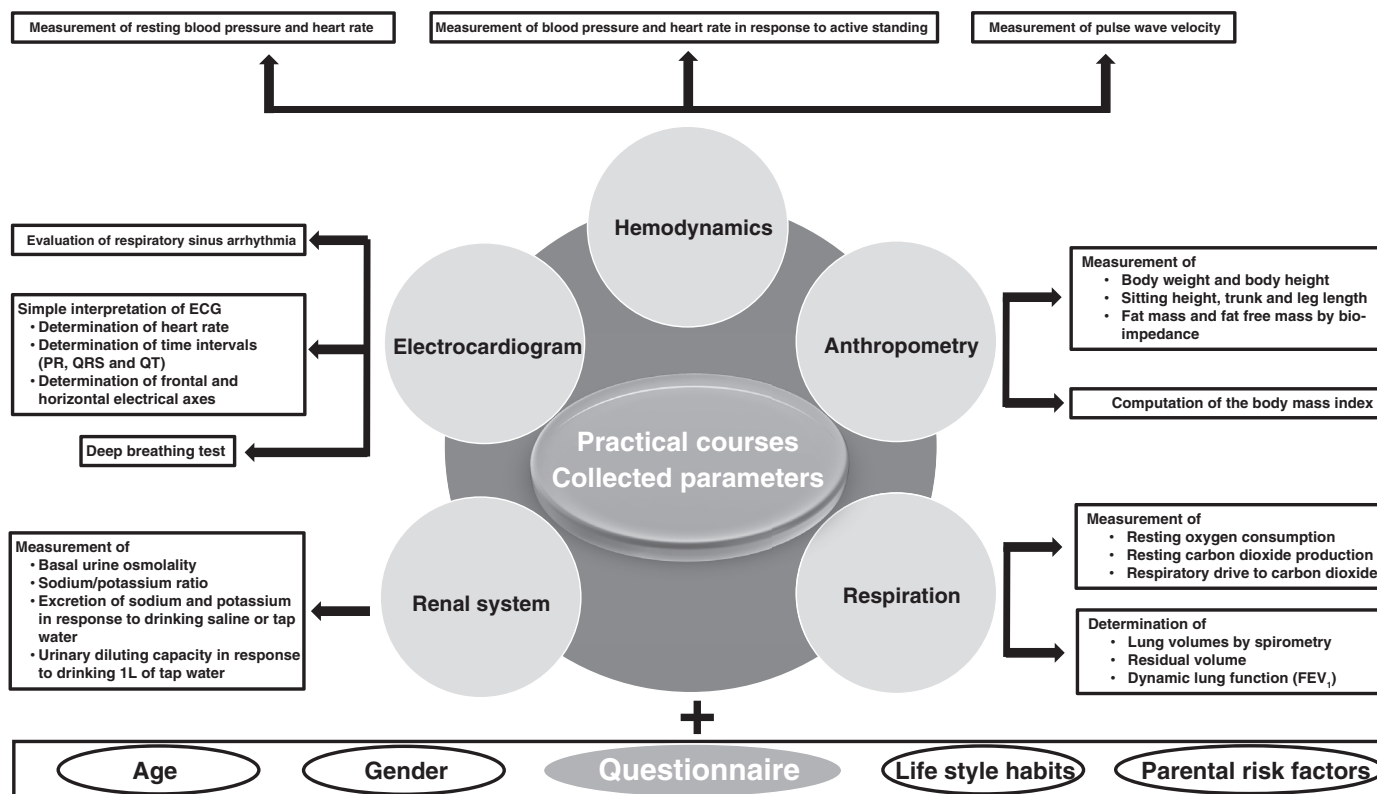 Measurement of resting blood pressure and heart rate
Measurement of blood pressure and heart rate in response to active standing
Measurement of pulse wave velocity
Hemodynamics
Electrocardiogram
Anthropometry
Practical courses
Collected parameters
Renal system
Respiration
Evaluation of respiratory sinus arrhythmia
Simple interpretation of ECG
• Determination of heart rate
• Determination of time intervals
(PR, QRS and QT)
• Determination of frontal and
horizontal electrical axes
Deep breathing test
Measurement of
• Basal urine osmolality
• Sodium/potassium ratio
• Excretion of sodium and potassium
in response to drinking saline or tap
water
• Urinary diluting capacity in response
to drinking 1L of tap water
Measurement of
• Body weight and body height
• Sitting height, trunk and leg length
• Fat mass and fat free mass by bio-
impedance
Computation of the body mass index
Measurement of
• Resting oxygen consumption
• Resting carbon dioxide production
• Respiratory drive to carbon dioxide
Determination of
• Lung volumes by spirometry
• Residual volume
• Dynamic lung function (FEV₁)
+
Age
Gender
Questionnaire
Life style habits
Parental risk factors